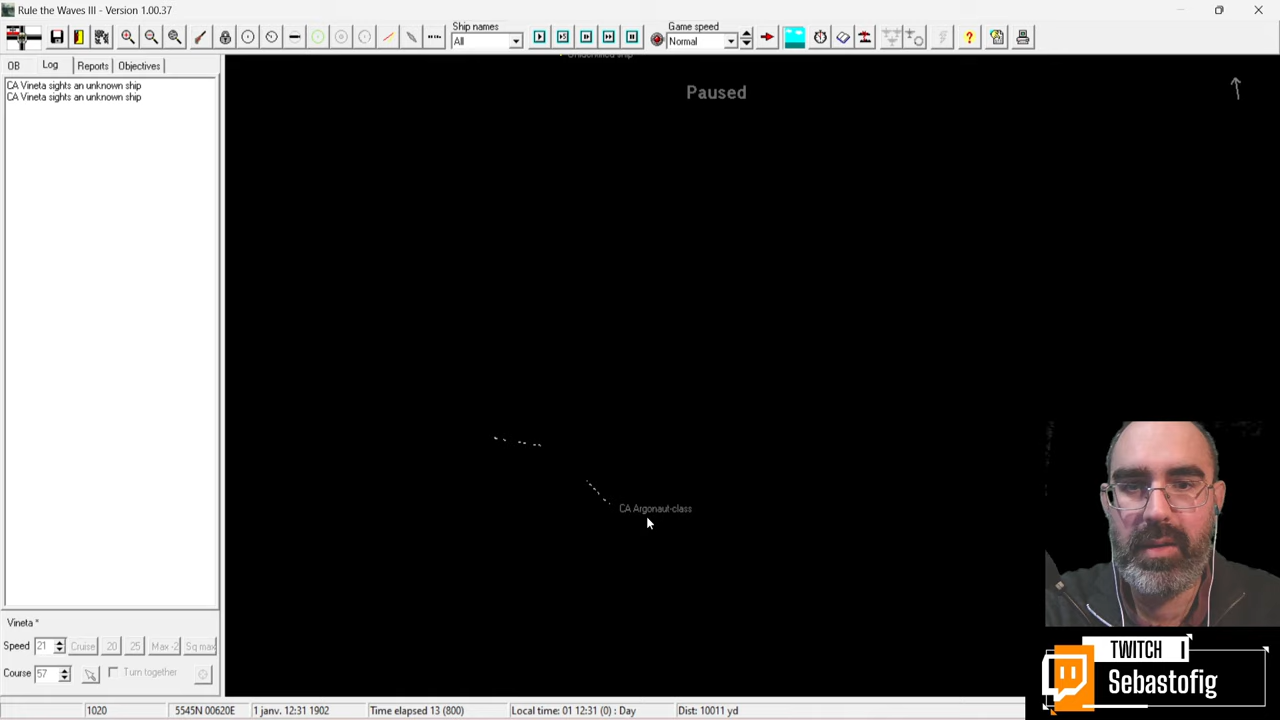 Rule the Waves III - Version 1.00.37
Ship names
Game speed
All
Normal
OB
Log
Reports
Objectives
CA Vineta sights an unknown ship
CA Vineta sights an unknown ship
Unidentified ship
Paused
CA Argonaut-class
Vineta *
Speed 21 Cruise 20 25 Max -2 Sq max
Course 57 Turn together
1020
5545N 00620E
1 janv. 12:31 1902
Time elapsed 13 (800)
Local time: 01 12:31 (0) : Day
Dist: 10011 yd
TWITCH
Sebastofig